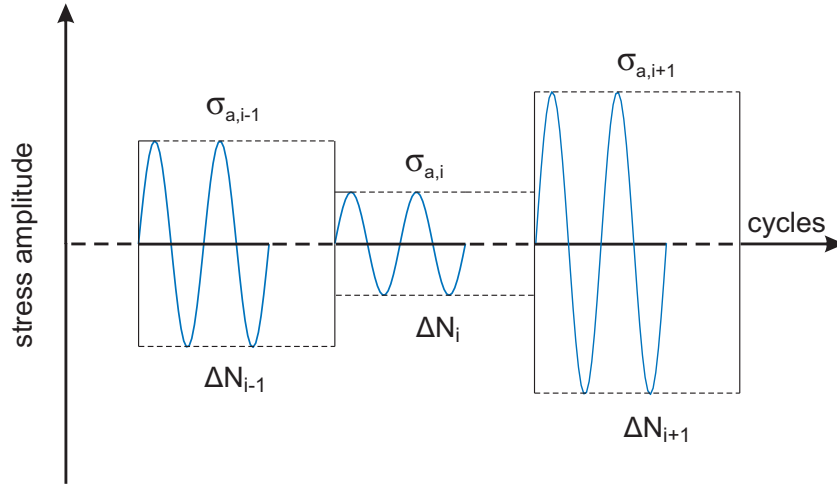 σa,i-1
σa,i
σa,i+1
stress amplitude
cycles
ΔNi-1
ΔNi
ΔNi+1